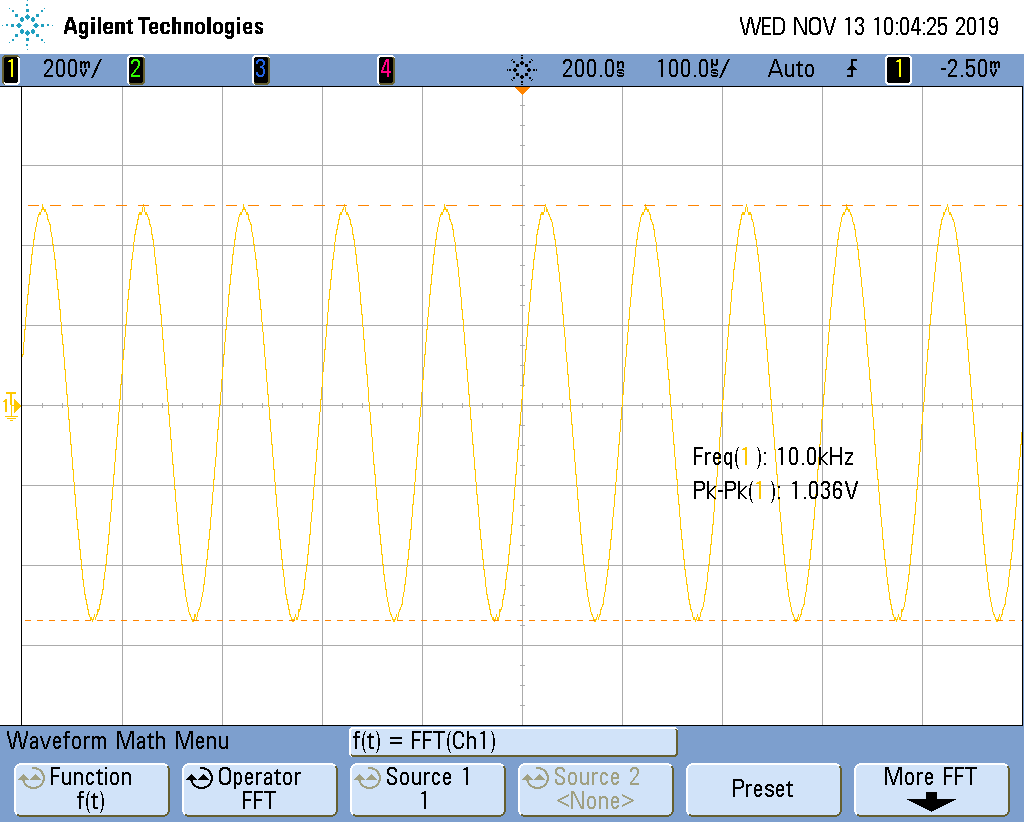 Agilent Technologies WED NOV 13 10:04:25 2019
1 200mV/ 2 3 4 200.0ns 100.0us/ Auto 1 -2.50mV
1
T
Freq(1): 10.0kHz
Pk-Pk(1): 1.036V
Waveform Math Menu f(t) = FFT(Ch1)
Function Operator Source 1 Source 2 Preset More FFT
f(t) FFT 1 <None>